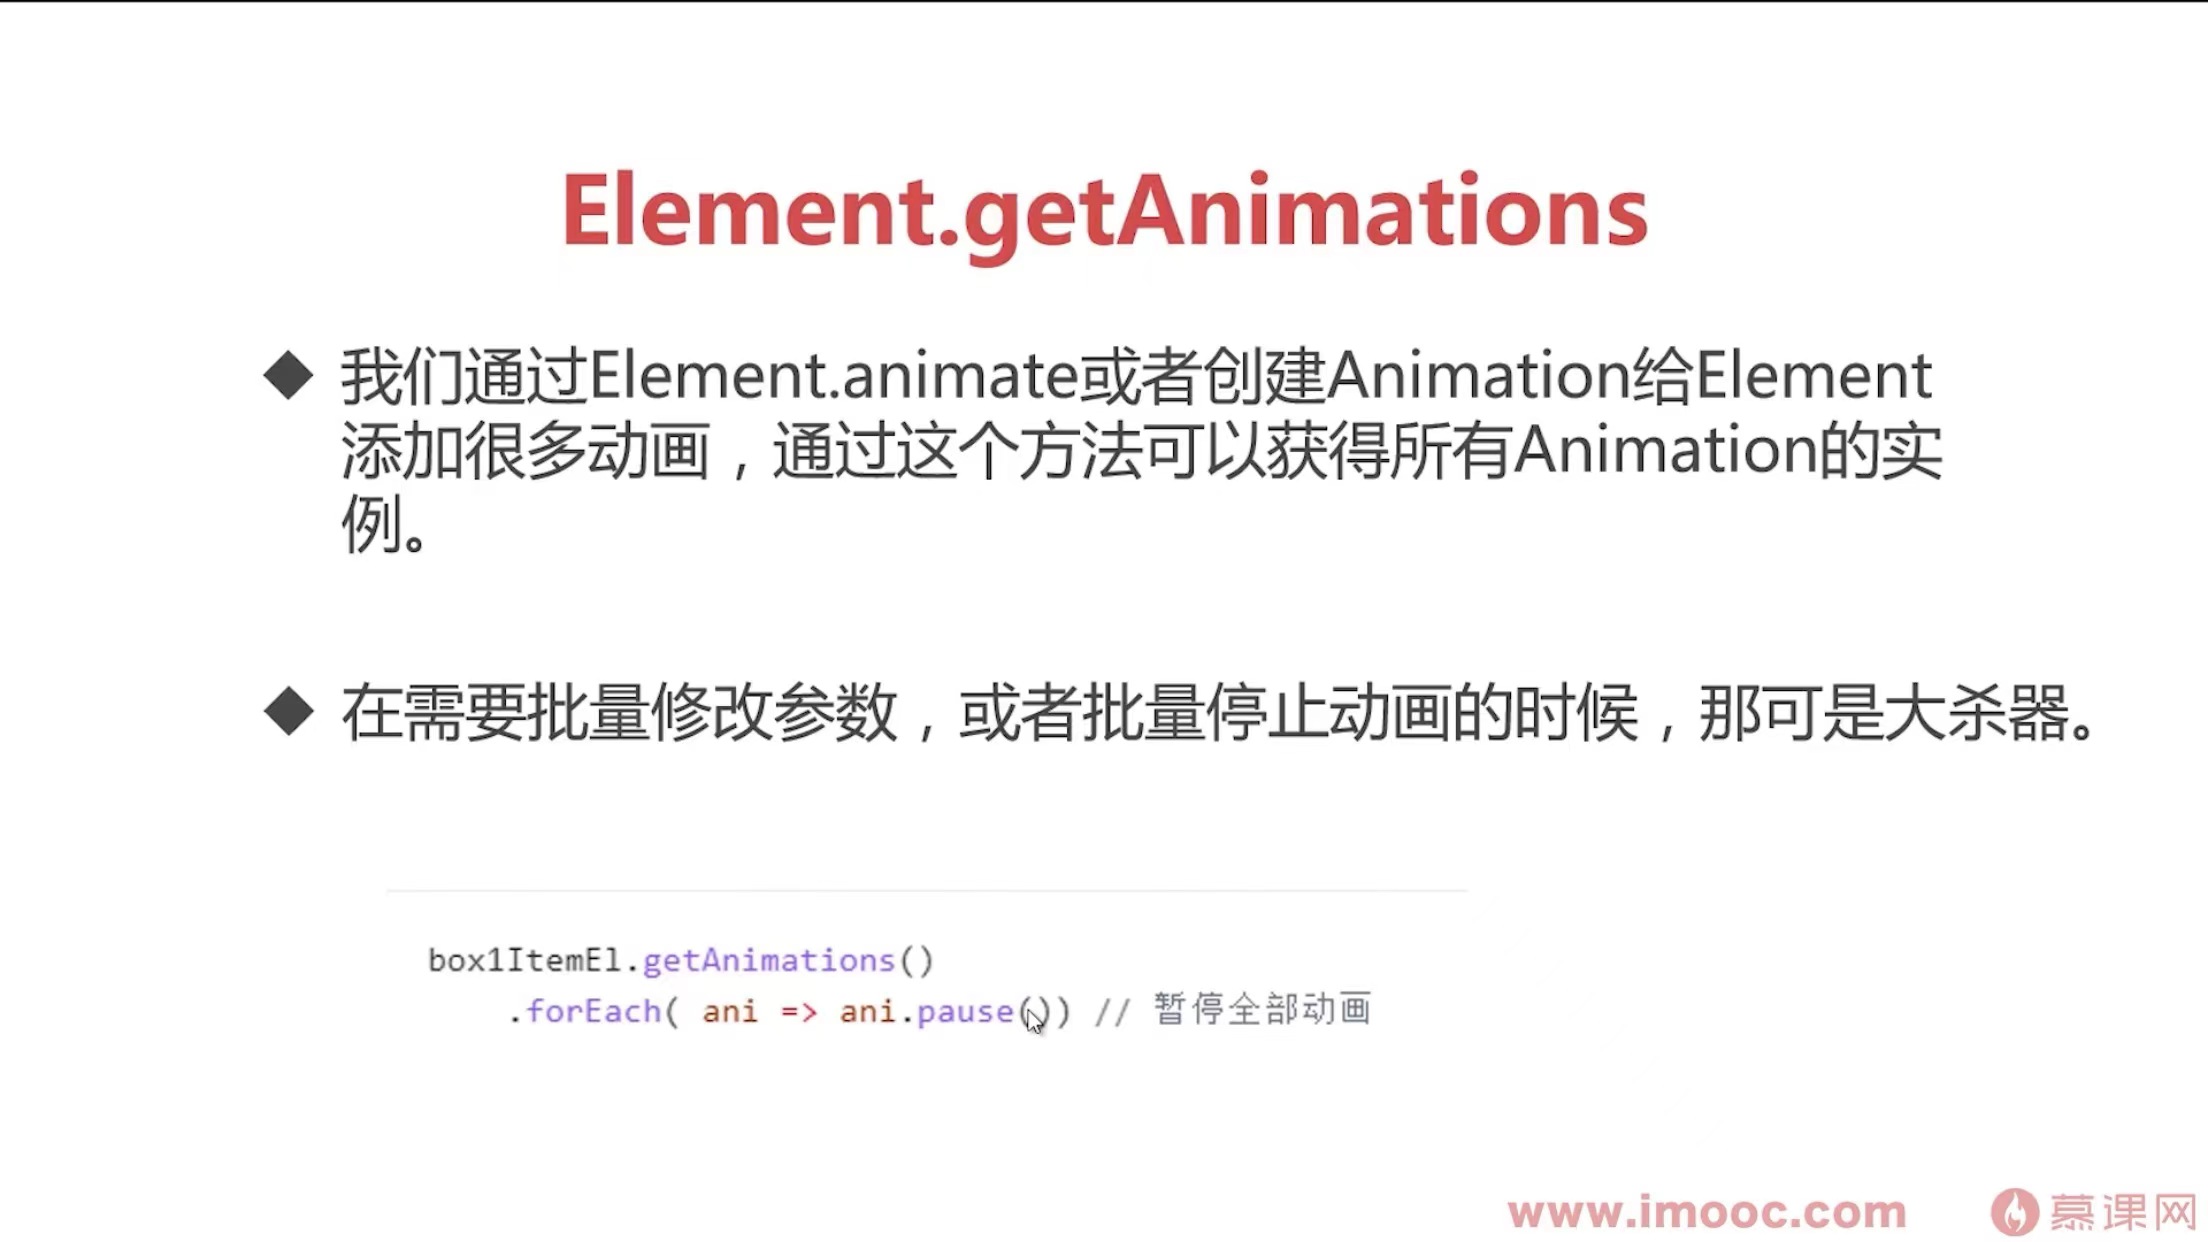 Element.getAnimations
◆ 我们通过Element.animate或者创建Animation给Element
添加很多动画，通过这个方法可以获得所有Animation的实
例。
◆ 在需要批量修改参数，或者批量停止动画的时候，那可是大杀器。
box1ItemEl.getAnimations()
.forEach( ani => ani.pause()) // 暂停全部动画
www.imooc.com 慕课网